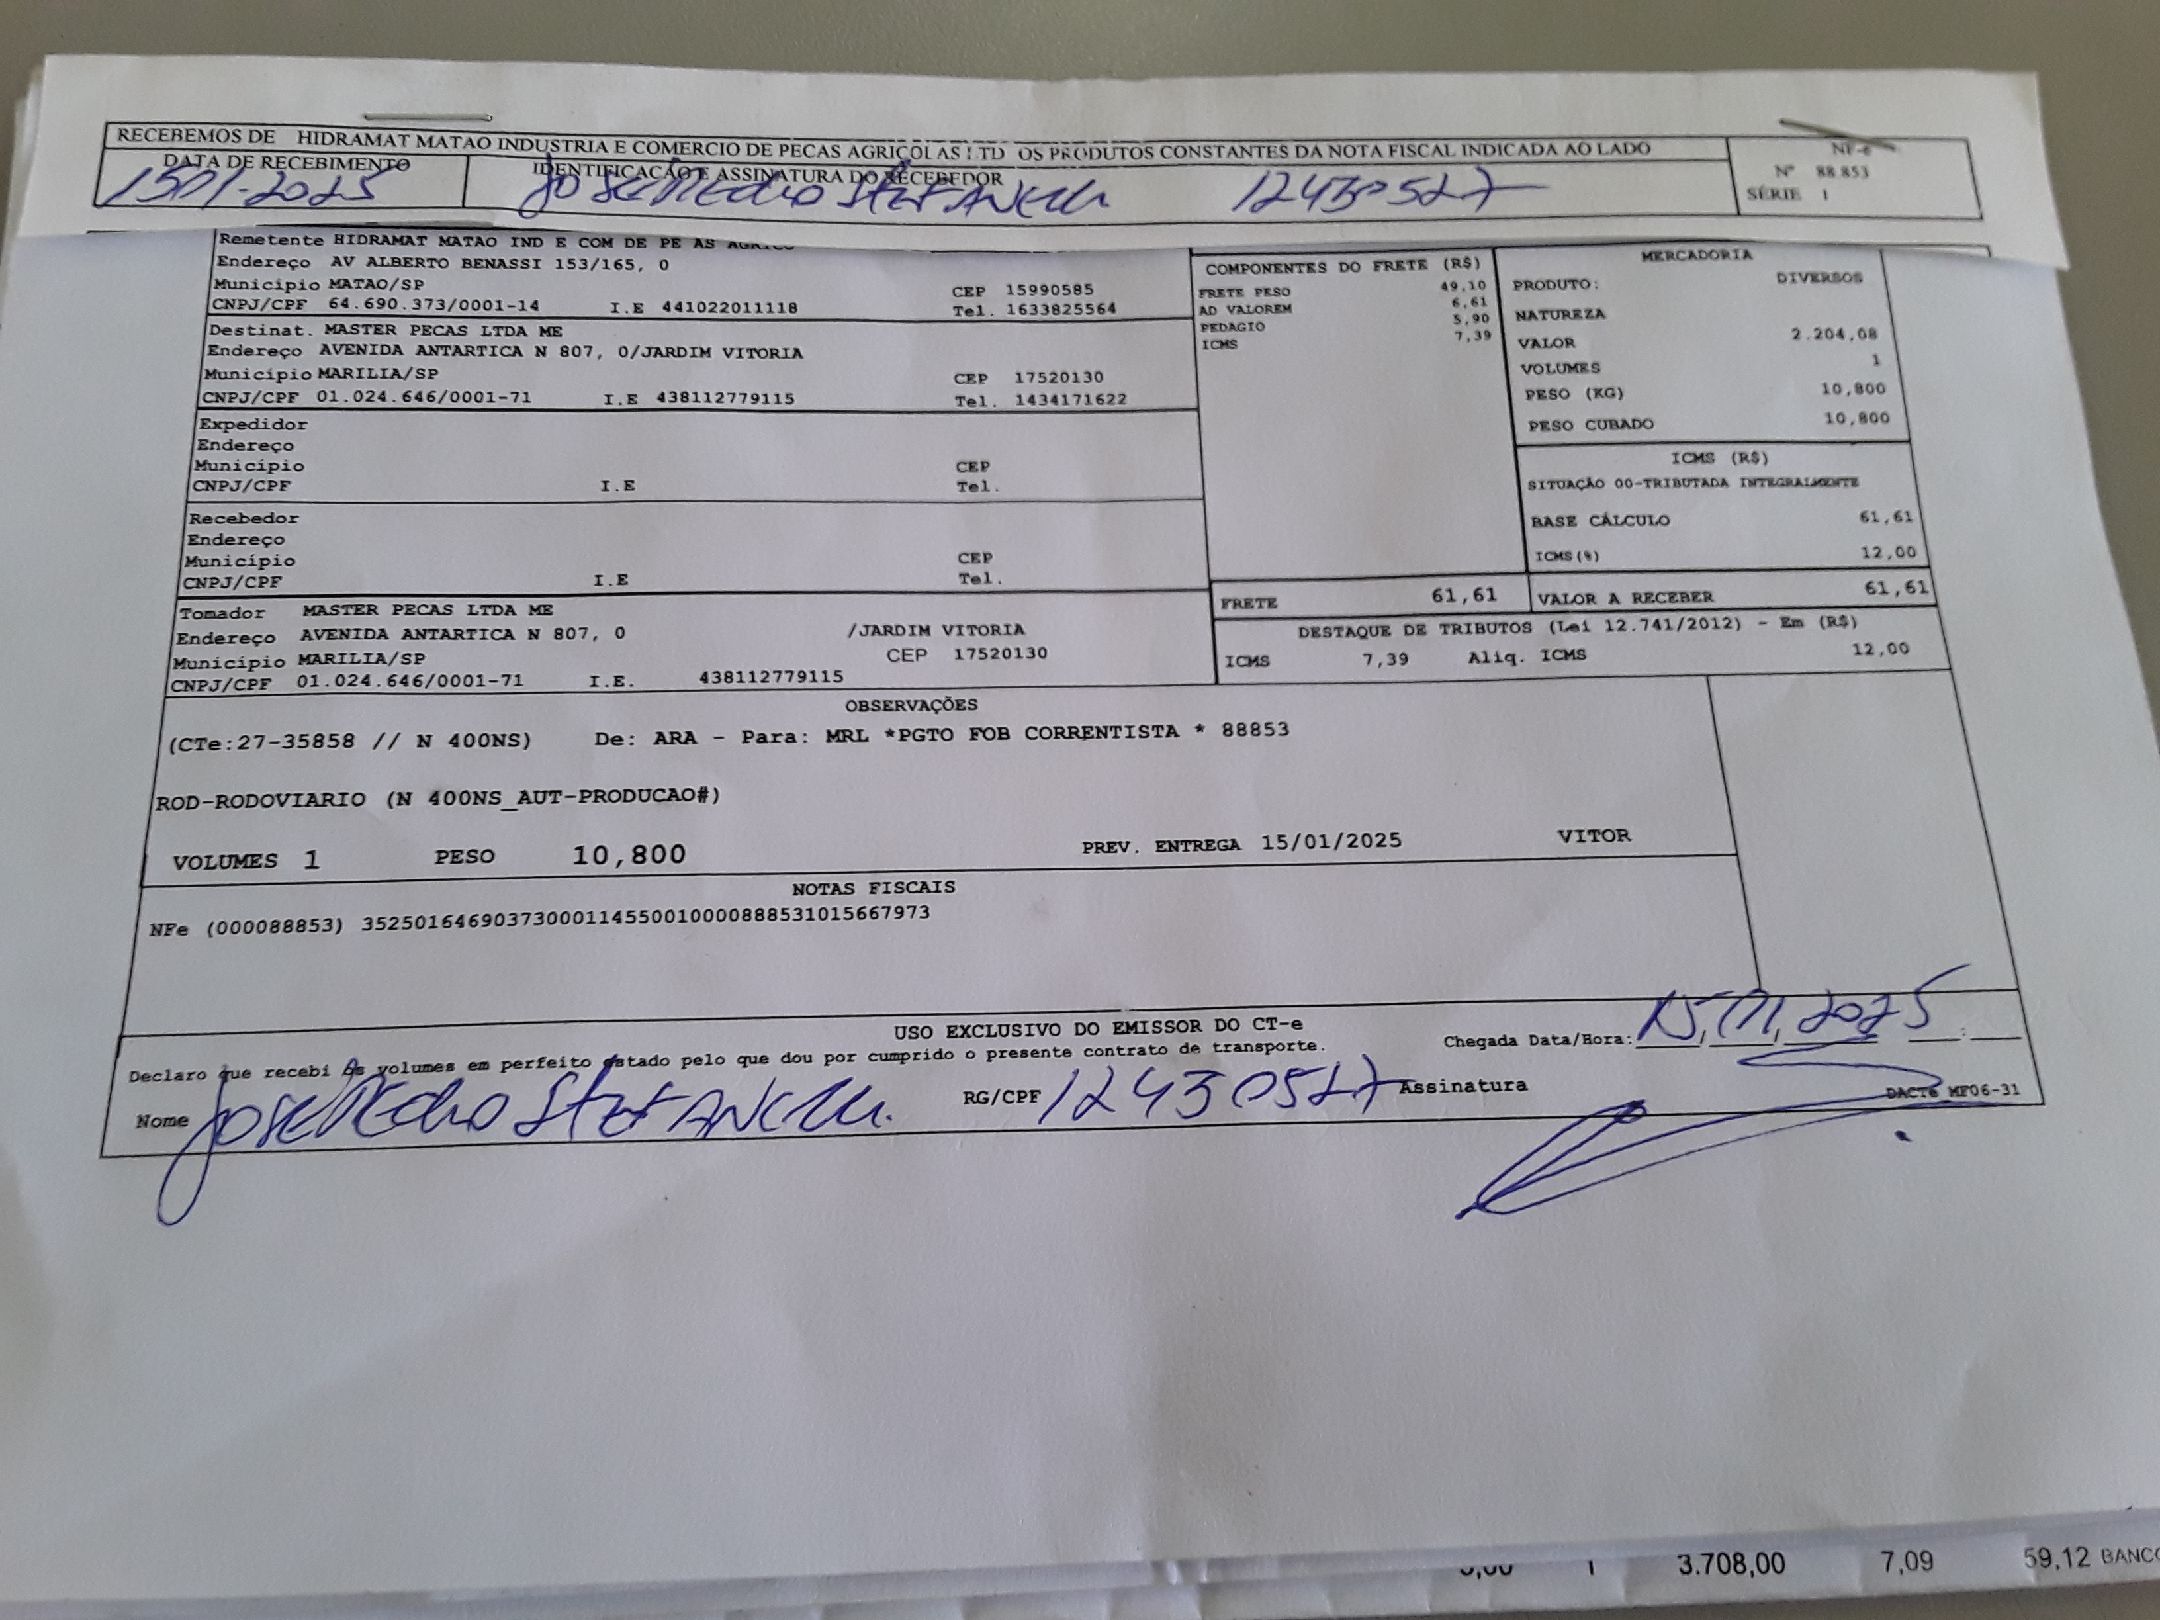 RECEBEMOS DE HIDRAMAT MATAO INDUSTRIA E COMERCIO DE PECAS AGRICOLAS LTD OS PRODUTOS CONSTANTES DA NOTA FISCAL INDICADA AO LADO
NF-e
Nº 88 853
SÉRIE 1
DATA DE RECEBIMENTO
IDENTIFICAÇÃO E ASSINATURA DO RECEBEDOR
15 01-2025 JOSE PEDRO STEFANELLI 12430527
Remetente HIDRAMAT MATAO IND E COM DE PE AS AGRICO
Endereço AV ALBERTO BENASSI 153/165, 0
Município MATAO/SP CEP 15990585
CNPJ/CPF 64.690.373/0001-14 I.E 441022011118 Tel. 1633825564
Destinat. MASTER PECAS LTDA ME
Endereço AVENIDA ANTARTICA N 807, 0/JARDIM VITORIA
Município MARILIA/SP CEP 17520130
CNPJ/CPF 01.024.646/0001-71 I.E 438112779115 Tel. 1434171622
Expedidor
Endereço
Município CEP
CNPJ/CPF I.E Tel.
Recebedor
Endereço
Município CEP
CNPJ/CPF I.E Tel.
Tomador MASTER PECAS LTDA ME
Endereço AVENIDA ANTARTICA N 807, 0 /JARDIM VITORIA
Município MARILIA/SP CEP 17520130
CNPJ/CPF 01.024.646/0001-71 I.E. 438112779115
COMPONENTES DO FRETE (R$)
FRETE PESO 49,10
AD VALOREM 6,61
PEDAGIO 5,90
ICMS 7,39
FRETE 61,61
MERCADORIA
PRODUTO: DIVERSOS
NATUREZA
VALOR 2.204,08
VOLUMES 1
PESO (KG) 10,800
PESO CUBADO 10,800
ICMS (R$)
SITUAÇÃO 00-TRIBUTADA INTEGRALMENTE
BASE CÁLCULO 61,61
ICMS(%) 12,00
VALOR A RECEBER 61,61
DESTAQUE DE TRIBUTOS (Lei 12.741/2012) - Em (R$)
ICMS 7,39 Aliq. ICMS 12,00
OBSERVAÇÕES
(CTe:27-35858 // N 400NS) De: ARA - Para: MRL *PGTO FOB CORRENTISTA * 88853
ROD-RODOVIARIO (N 400NS_AUT-PRODUCAO#)
VOLUMES 1 PESO 10,800 PREV. ENTREGA 15/01/2025 VITOR
NOTAS FISCAIS
NFe (000088853) 35250164690373000114550010000888531015667973
USO EXCLUSIVO DO EMISSOR DO CT-e
Chegada Data/Hora: 15, 01, 2025 :
Declaro que recebi os volumes em perfeito estado pelo que dou por cumprido o presente contrato de transporte.
Nome JOSE PEDRO STEFANELLI RG/CPF 12430527 Assinatura
DACTe MF06-31
1 3.708,00 7,09 59,12 BANCO